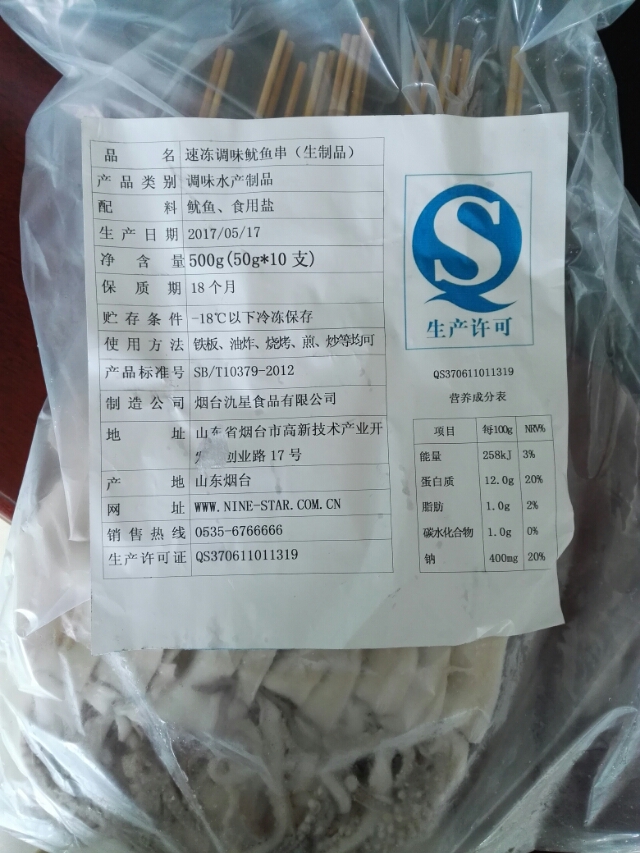 品 名 速冻调味鱿鱼串（生制品）
产品类别 调味水产制品
配 料 鱿鱼、食用盐
生产日期 2017/05/17
净 含 量 500g(50g*10支)
保 质 期 18个月
贮存条件 -18℃以下冷冻保存
使用方法 铁板、油炸、烧烤、煎、炒等均可
产品标准号 SB/T10379-2012
制造公司 烟台氿星食品有限公司
地 址 山东省烟台市高新技术产业开
创业路17号
产 地 山东烟台
网 址 WWW.NINE-STAR.COM.CN
销售热线 0535-6766666
生产许可证 QS370611011319
QS
生产许可
QS370611011319
营养成分表
项目 每100g NRV%
能量 258kJ 3%
蛋白质 12.0g 20%
脂肪 1.0g 2%
碳水化合物 1.0g 0%
钠 400mg 20%